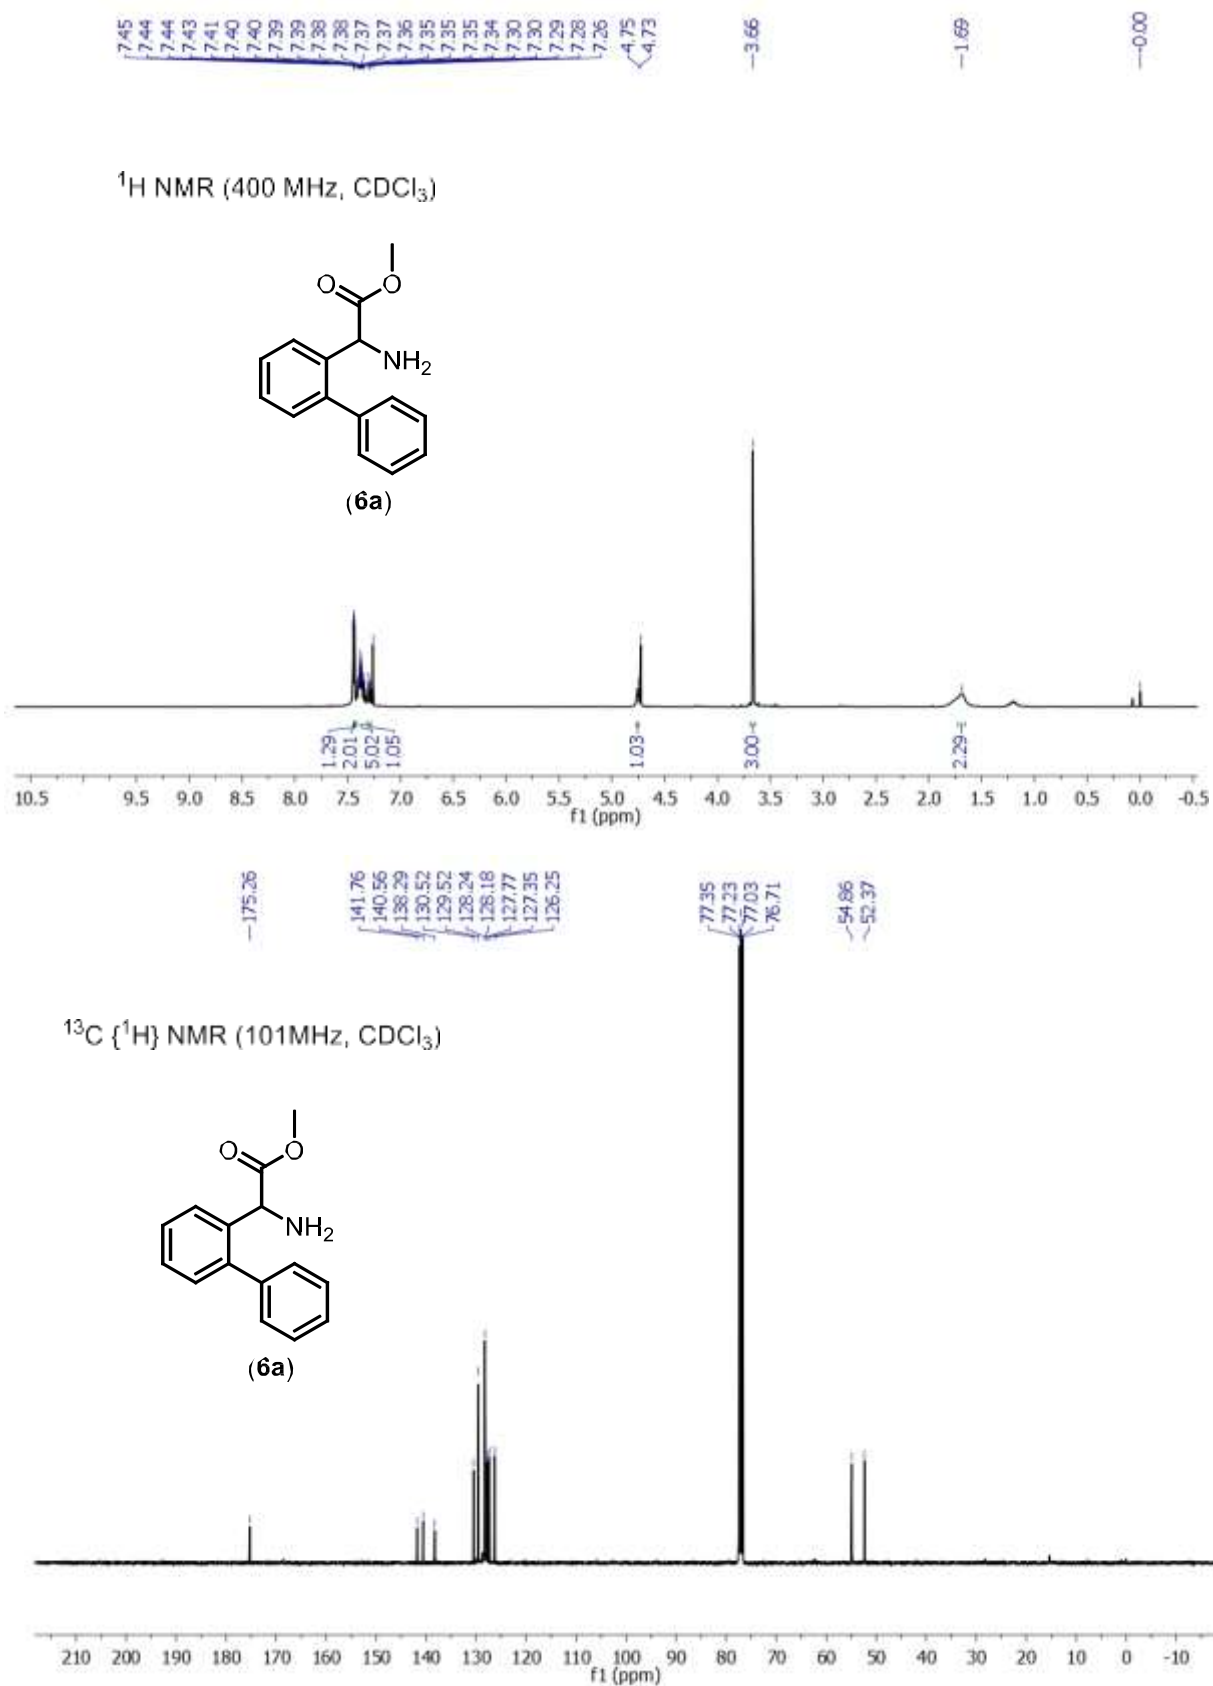 7.45 7.44 7.44 7.43 7.41 7.40 7.40 7.39 7.39 7.38 7.38 7.37 7.37 7.36 7.35 7.35 7.35 7.34 7.30 7.30 7.29 7.28 7.26 4.75 4.73 3.66 1.69 -0.00
¹H NMR (400 MHz, CDCl₃)
O
O
NH₂
(6a)
1.29 2.01 5.02 1.05 1.03 3.00 2.29
10.5 9.5 9.0 8.5 8.0 7.5 7.0 6.5 6.0 5.5 5.0 4.5 4.0 3.5 3.0 2.5 2.0 1.5 1.0 0.5 0.0 -0.5
f1 (ppm)
175.26 141.76 140.56 138.29 130.52 129.52 128.24 128.18 127.77 127.35 126.25 77.35 77.23 77.03 76.71 54.86 52.37
¹³C {¹H} NMR (101MHz, CDCl₃)
O
O
NH₂
(6a)
210 200 190 180 170 160 150 140 130 120 110 100 90 80 70 60 50 40 30 20 10 0 -10
f1 (ppm)